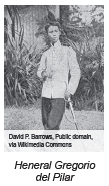 David P. Barrows, Public domain,
via Wikimedia Commons
Heneral Gregorio
del Pilar